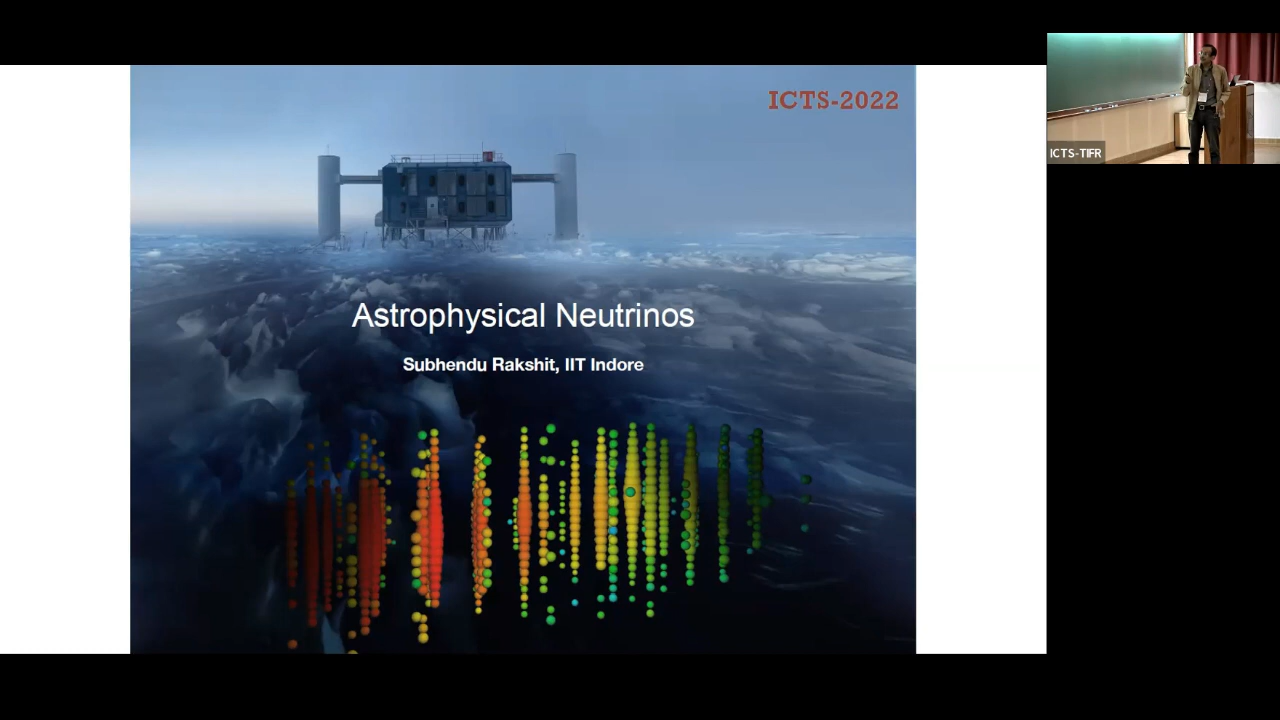 ICTS-2022
ICTS-TIFR
Astrophysical Neutrinos
Subhendu Rakshit, IIT Indore